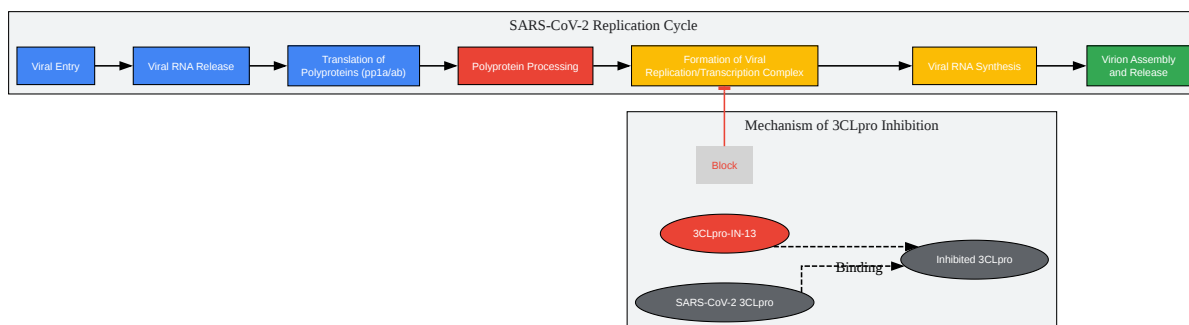 SARS-CoV-2 Replication Cycle
Viral Entry
Viral RNA Release
Translation of
Polyproteins (pp1a/ab)
Polyprotein Processing
Formation of Viral
Replication/Transcription Complex
Viral RNA Synthesis
Virion Assembly
and Release
Mechanism of 3CLpro Inhibition
Block
3CLpro-IN-13
Inhibited 3CLpro
Binding
SARS-CoV-2 3CLpro